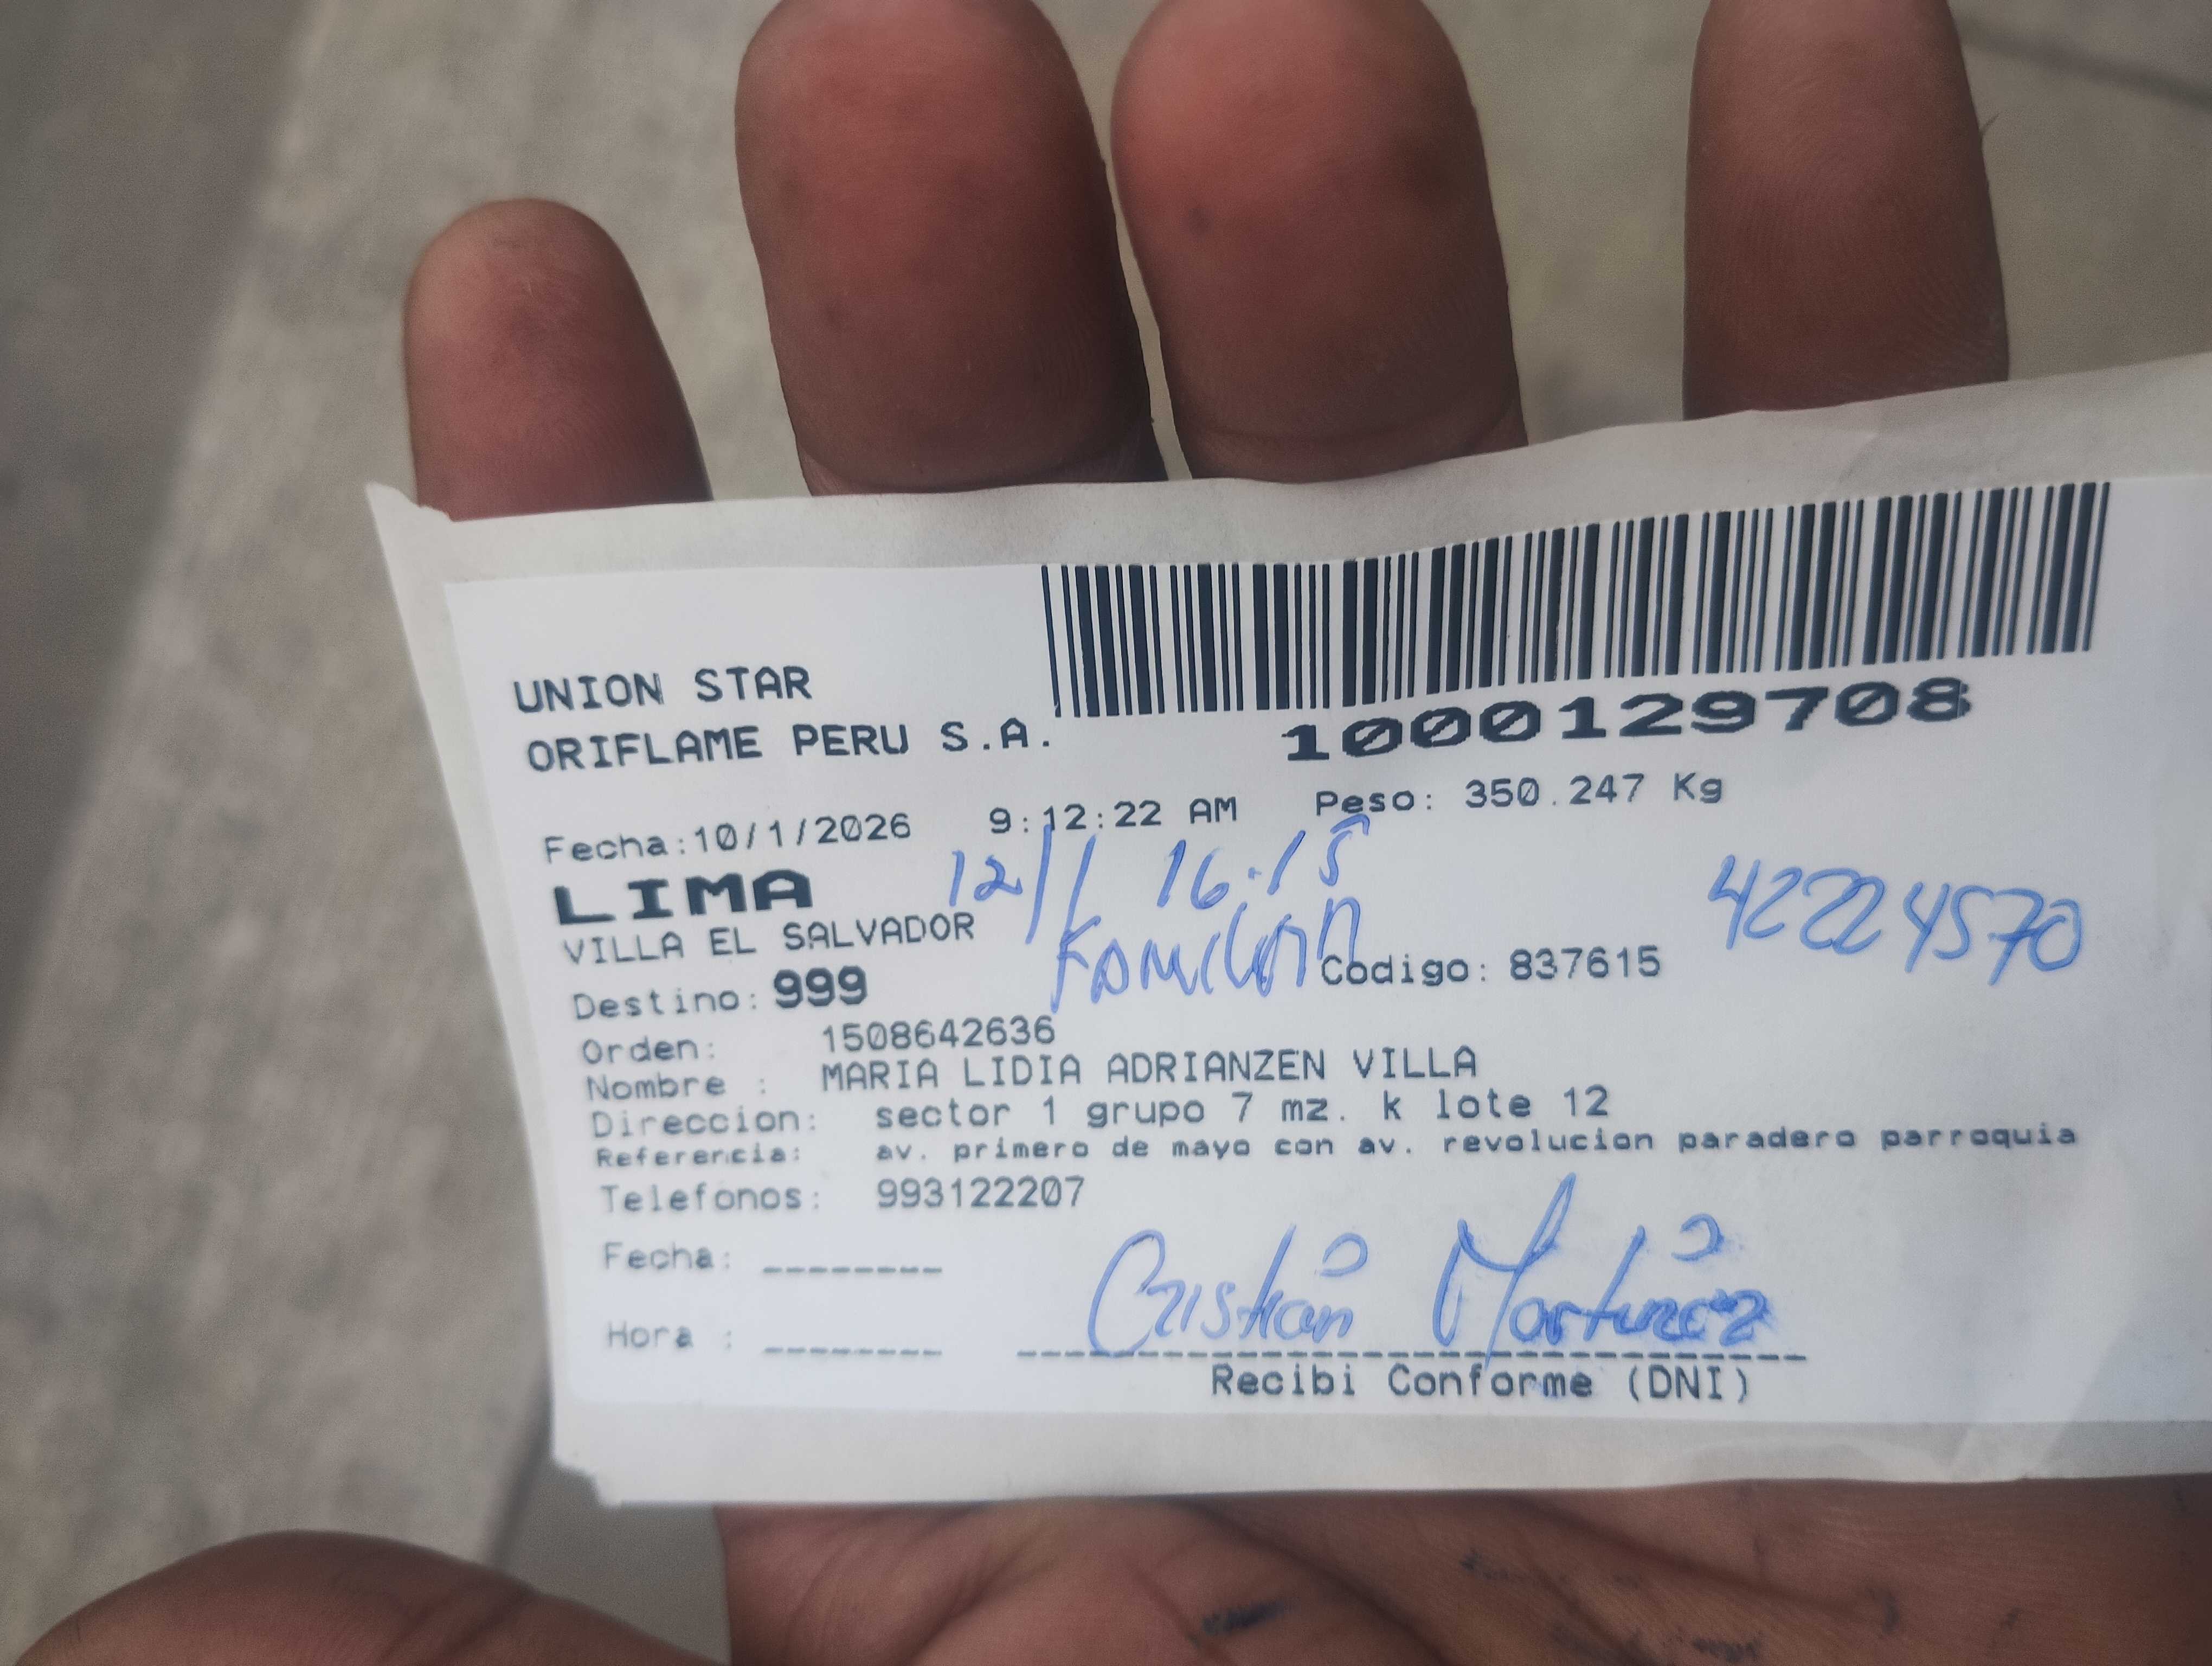 UNION STAR
ORIFLAME PERU S.A.
1000129708
Fecha:10/1/2026 9:12:22 AM Peso: 350.247 Kg
12/1 16:15
LIMA
42224570
VILLA EL SALVADOR
Familiar
Codigo: 837615
Destino: 999
Orden: 1508642636
Nombre : MARIA LIDIA ADRIANZEN VILLA
Direccion: sector 1 grupo 7 mz. k lote 12
Referencia: av. primero de mayo con av. revolucion paradero parroquia
Telefonos: 993122207
Fecha: --------
Cristian Martinez
Hora : --------
Recibi Conforme (DNI)